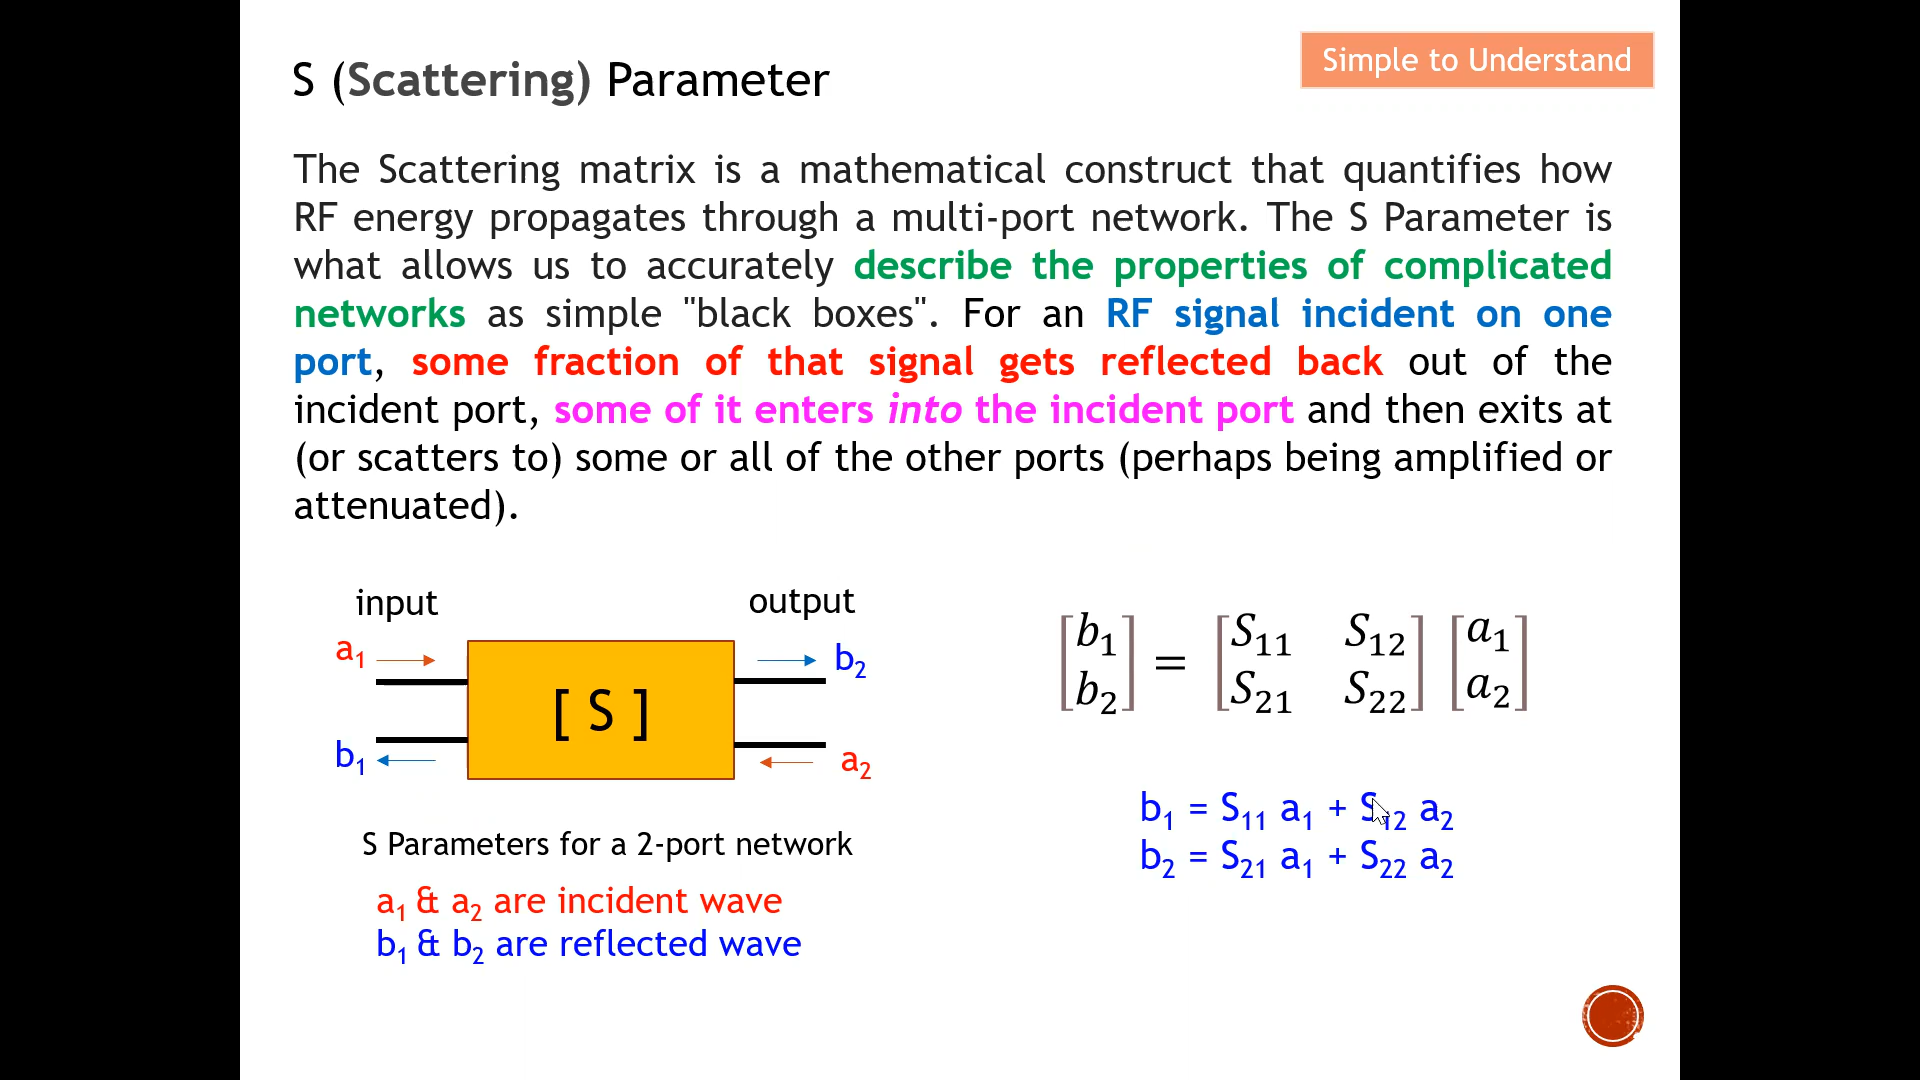 S (Scattering) Parameter
Simple to Understand
The Scattering matrix is a mathematical construct that quantifies how
RF energy propagates through a multi-port network. The S Parameter is
what allows us to accurately describe the properties of complicated
networks as simple "black boxes". For an RF signal incident on one
port, some fraction of that signal gets reflected back out of the
incident port, some of it enters into the incident port and then exits at
(or scatters to) some or all of the other ports (perhaps being amplified or
attenuated).
input
output
a₁
b₂
[ S ]
b₁
a₂
S Parameters for a 2-port network
a₁ & a₂ are incident wave
b₁ & b₂ are reflected wave
[b₁ b₂] = [S₁₁ S₁₂ S₂₁ S₂₂] [a₁ a₂]
b₁ = S₁₁ a₁ + S₁₂ a₂
b₂ = S₂₁ a₁ + S₂₂ a₂